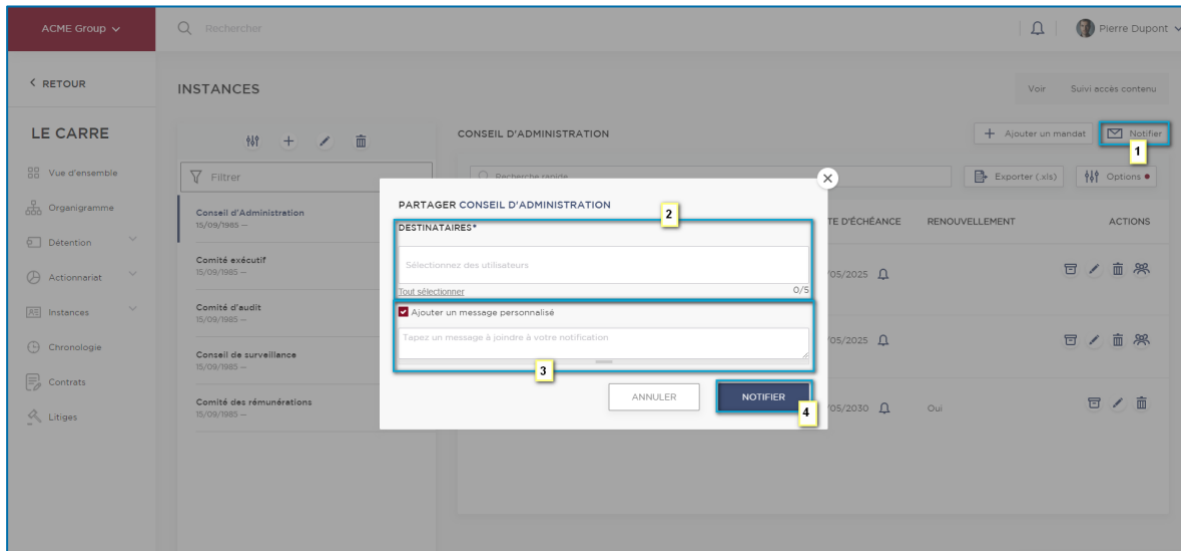 ACME Group
Rechercher
Pierre Dupont
RETOUR
INSTANCES
Voir
Suivi accès contenu
LE CARRE
CONSEIL D'ADMINISTRATION
+ Ajouter un mandat
Notifier
1
Vue d'ensemble
Filtrer
Recherche rapide
Exporter (.xls)
Options
Organigramme
Détention
Actionnariat
Instances
Chronologie
Contrats
Litiges
Conseil d'Administration
15/09/1985 —
Comité exécutif
15/09/1985 —
Comité d'audit
15/09/1985 —
Conseil de surveillance
15/09/1985 —
Comité des rémunérations
15/09/1985 —
PARTAGER CONSEIL D'ADMINISTRATION
2
DESTINATAIRES*
Sélectionnez des utilisateurs
Tout sélectionner
0/5
Ajouter un message personnalisé
Tapez un message à joindre à votre notification
3
ANNULER
NOTIFIER
4
TE D'ÉCHÉANCE
RENOUVELLEMENT
ACTIONS
/05/2025
/05/2025
/05/2030
Oui